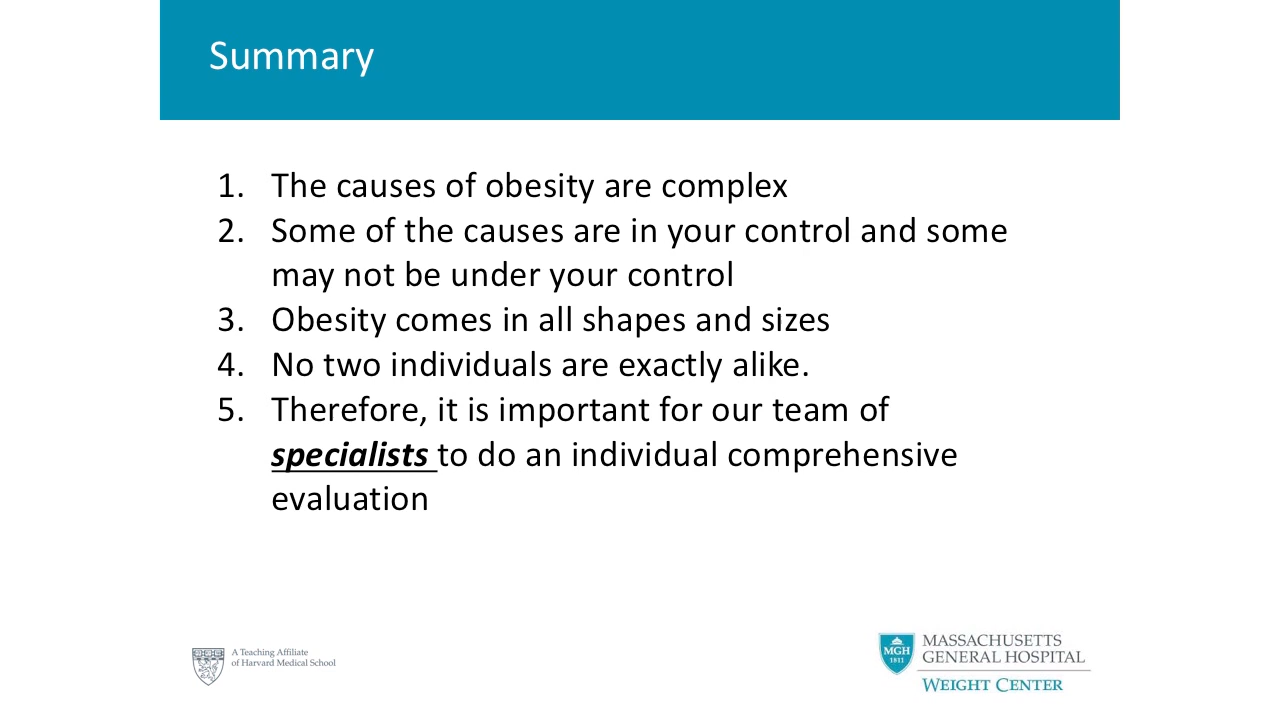 Summary
1. The causes of obesity are complex
2. Some of the causes are in your control and some
may not be under your control
3. Obesity comes in all shapes and sizes
4. No two individuals are exactly alike.
5. Therefore, it is important for our team of
specialists to do an individual comprehensive
evaluation
A Teaching Affiliate
of Harvard Medical School
MGH
1811
MASSACHUSETTS
GENERAL HOSPITAL
WEIGHT CENTER